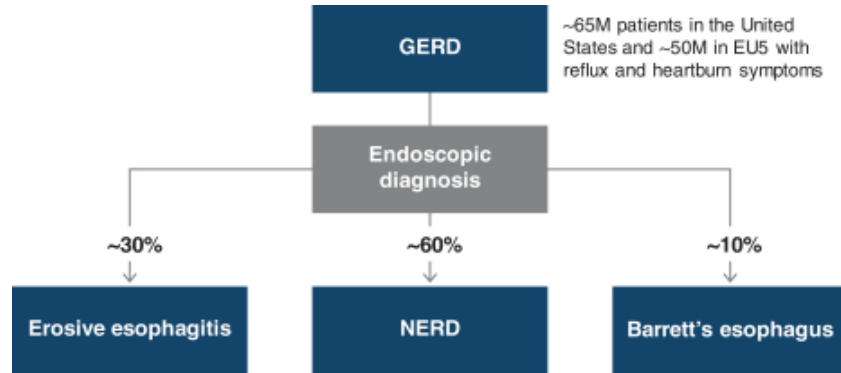 GERD
~65M patients in the United
States and ~50M in EU5 with
reflux and heartburn symptoms
Endoscopic
diagnosis
~30%
~60%
~10%
Erosive esophagitis
NERD
Barrett’s esophagus